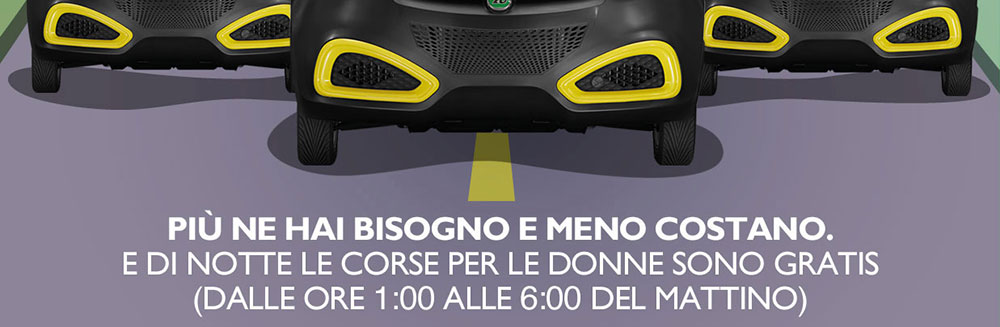 PIÙ NE HAI BISOGNO E MENO COSTANO.
E DI NOTTE LE CORSE PER LE DONNE SONO GRATIS
(DALLE ORE 1:00 ALLE 6:00 DEL MATTINO)